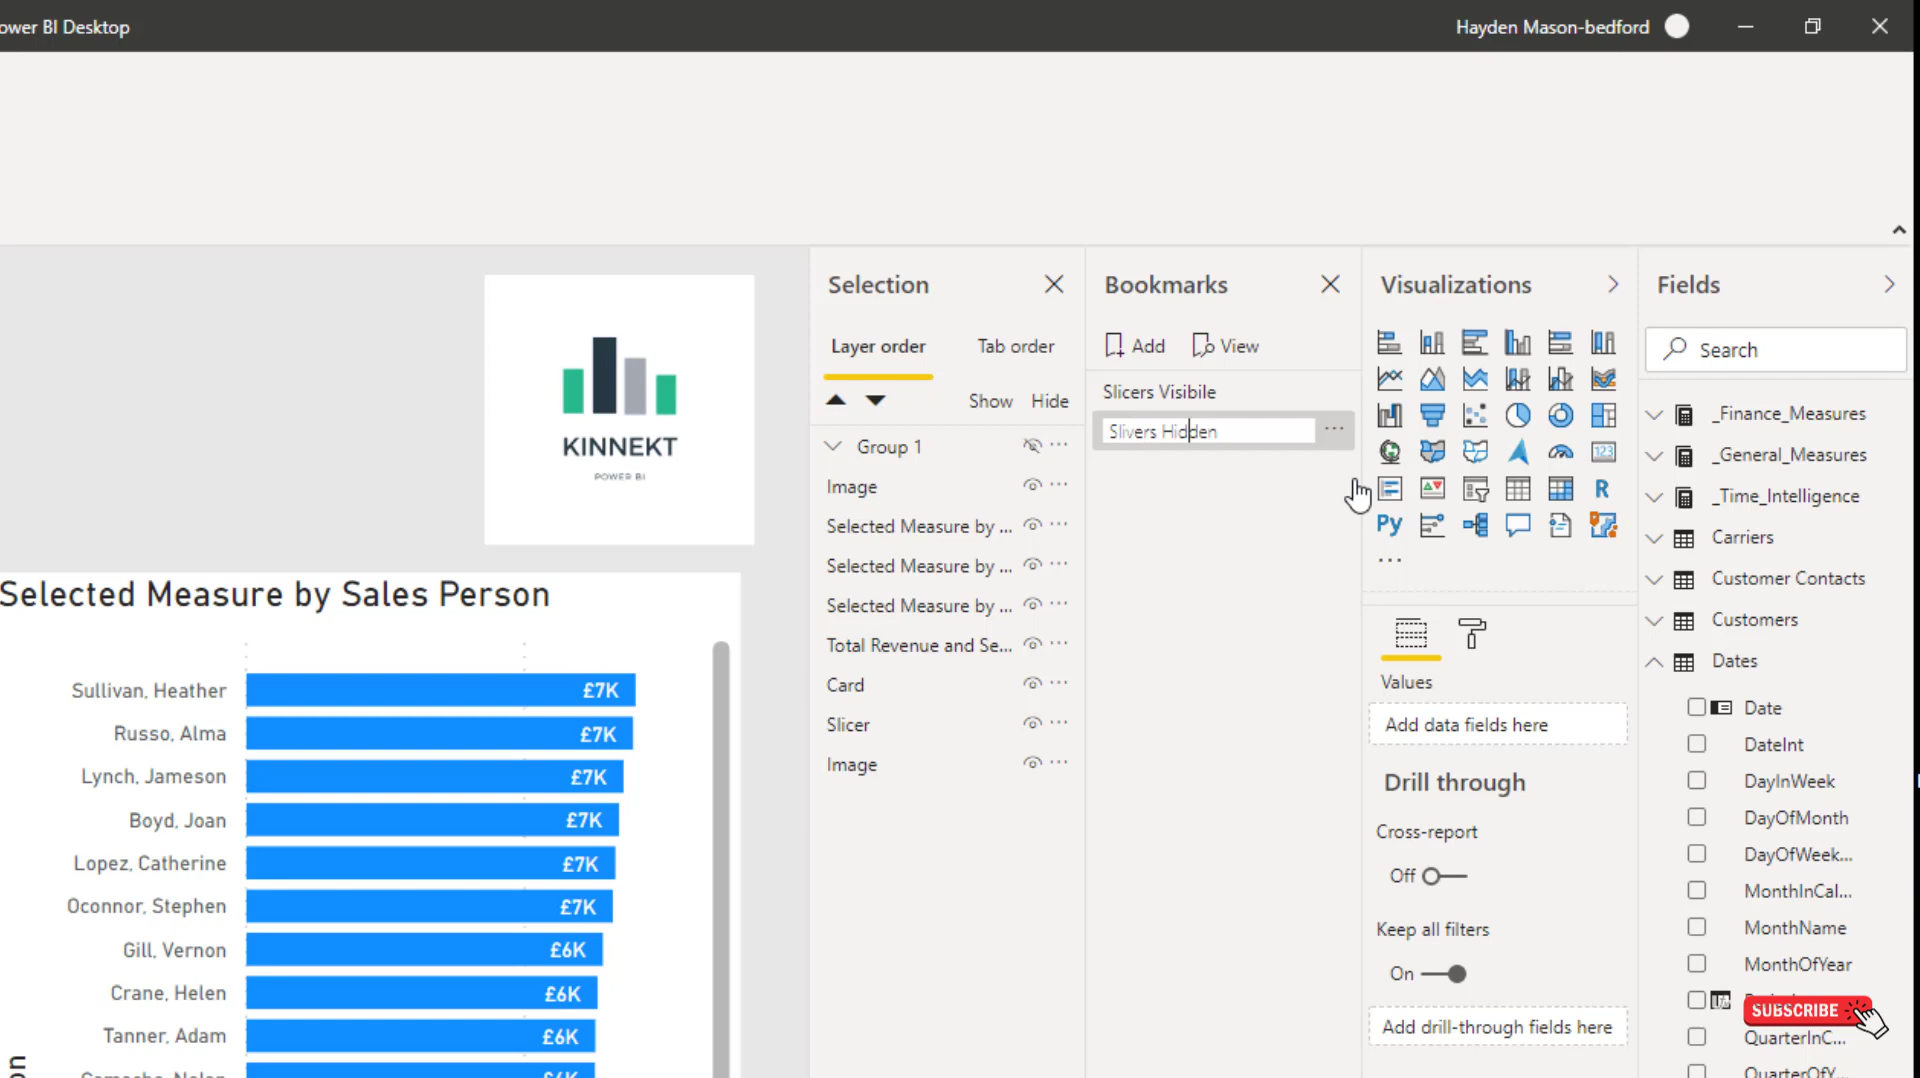 ower BI Desktop
Hayden Mason-bedford
KINNEKT
POWER BI
Selected Measure by Sales Person
Sullivan, Heather £7K
Russo, Alma £7K
Lynch, Jameson £7K
Boyd, Joan £7K
Lopez, Catherine £7K
Oconnor, Stephen £7K
Gill, Vernon £6K
Crane, Helen £6K
Tanner, Adam £6K
on
Selection
Layer order Tab order
Show Hide
Group 1
Image
Selected Measure by ...
Selected Measure by ...
Selected Measure by ...
Total Revenue and Se...
Card
Slicer
Image
Bookmarks
Add View
Slicers Visibile
Slivers Hidden
Visualizations
123
R
Py
Values
Add data fields here
Drill through
Cross-report
Off
Keep all filters
On
Add drill-through fields here
Fields
Search
_Finance_Measures
_General_Measures
_Time_Intelligence
Carriers
Customer Contacts
Customers
Dates
Date
DateInt
DayInWeek
DayOfMonth
DayOfWeek...
MonthInCal...
MonthName
MonthOfYear
SUBSCRIBE
QuarterInC...
QuarterOfY...